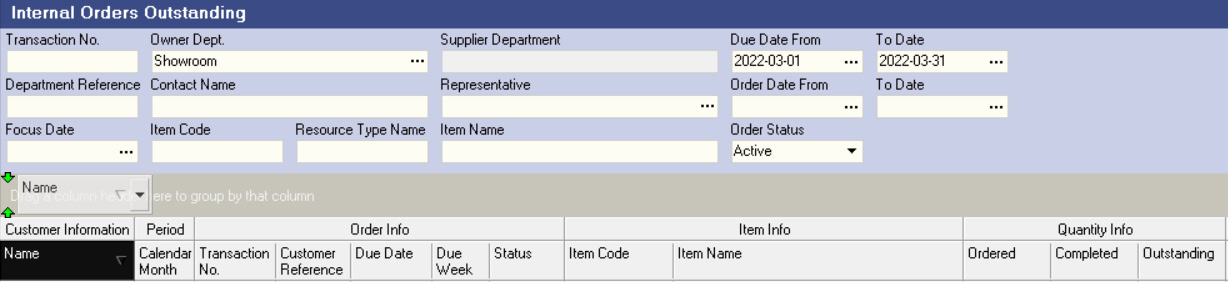 Internal Orders Outstanding
Transaction No. Owner Dept. Supplier Department Due Date From To Date
Showroom ... 2022-03-01 ... 2022-03-31 ...
Department Reference Contact Name Representative Order Date From To Date
... ... ...
Focus Date Item Code Resource Type Name Item Name Order Status
... Active
Name
Drag a column header here to group by that column
Customer Information Period Order Info Item Info Quantity Info
Name Calendar Transaction Customer Due Date Due Status Item Code Item Name Ordered Completed Outstanding
Month No. Reference Week